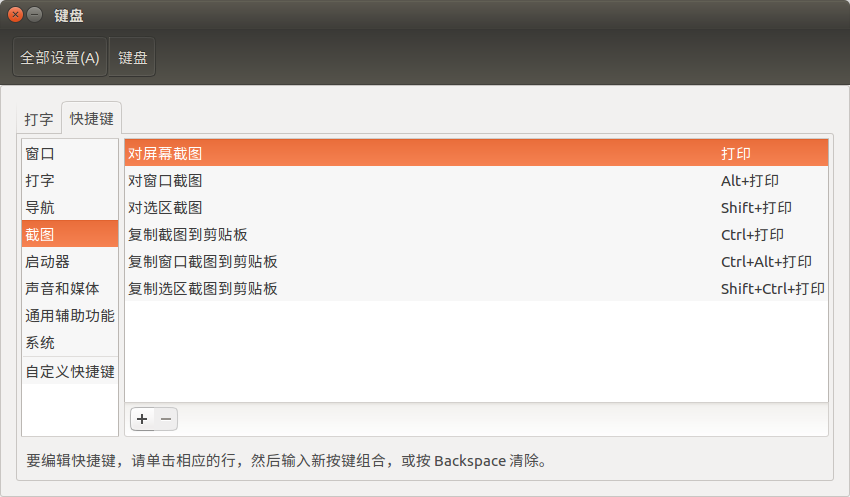 键盘
全部设置(A) 键盘
打字 快捷键
窗口
打字
导航
截图
启动器
声音和媒体
通用辅助功能
系统
自定义快捷键
对屏幕截图 打印
对窗口截图 Alt+打印
对选区截图 Shift+打印
复制截图到剪贴板 Ctrl+打印
复制窗口截图到剪贴板 Ctrl+Alt+打印
复制选区截图到剪贴板 Shift+Ctrl+打印
要编辑快捷键，请单击相应的行，然后输入新按键组合，或按 Backspace 清除。